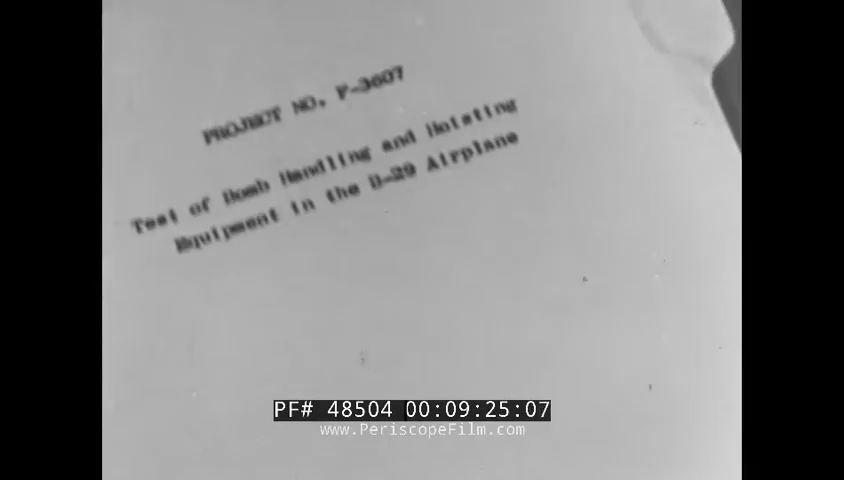 PROJECT NO. F-3607
Test of Bomb Handling and Hoisting
Equipment in the B-29 Airplane
PF# 48504 00:09:25:07
www.PeriscopeFilm.com